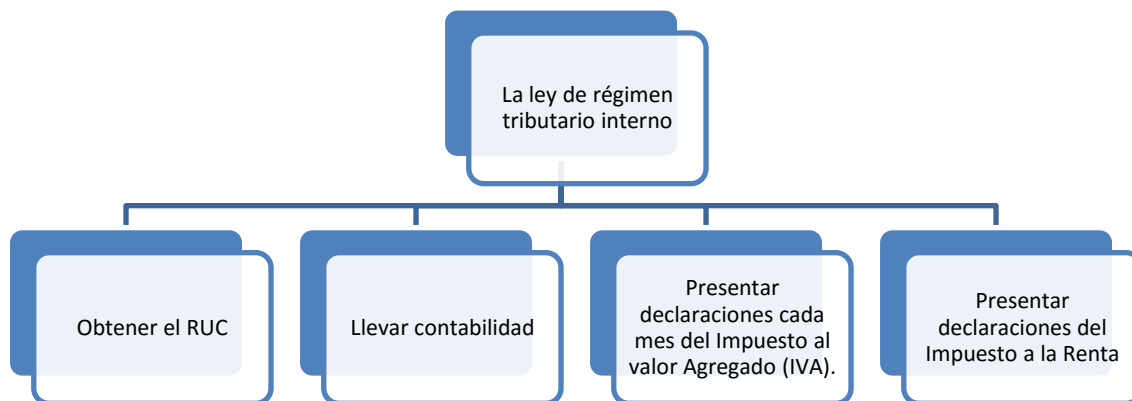 La ley de régimen
tributario interno
Obtener el RUC
Llevar contabilidad
Presentar
declaraciones cada
mes del Impuesto al
valor Agregado (IVA).
Presentar
declaraciones del
Impuesto a la Renta